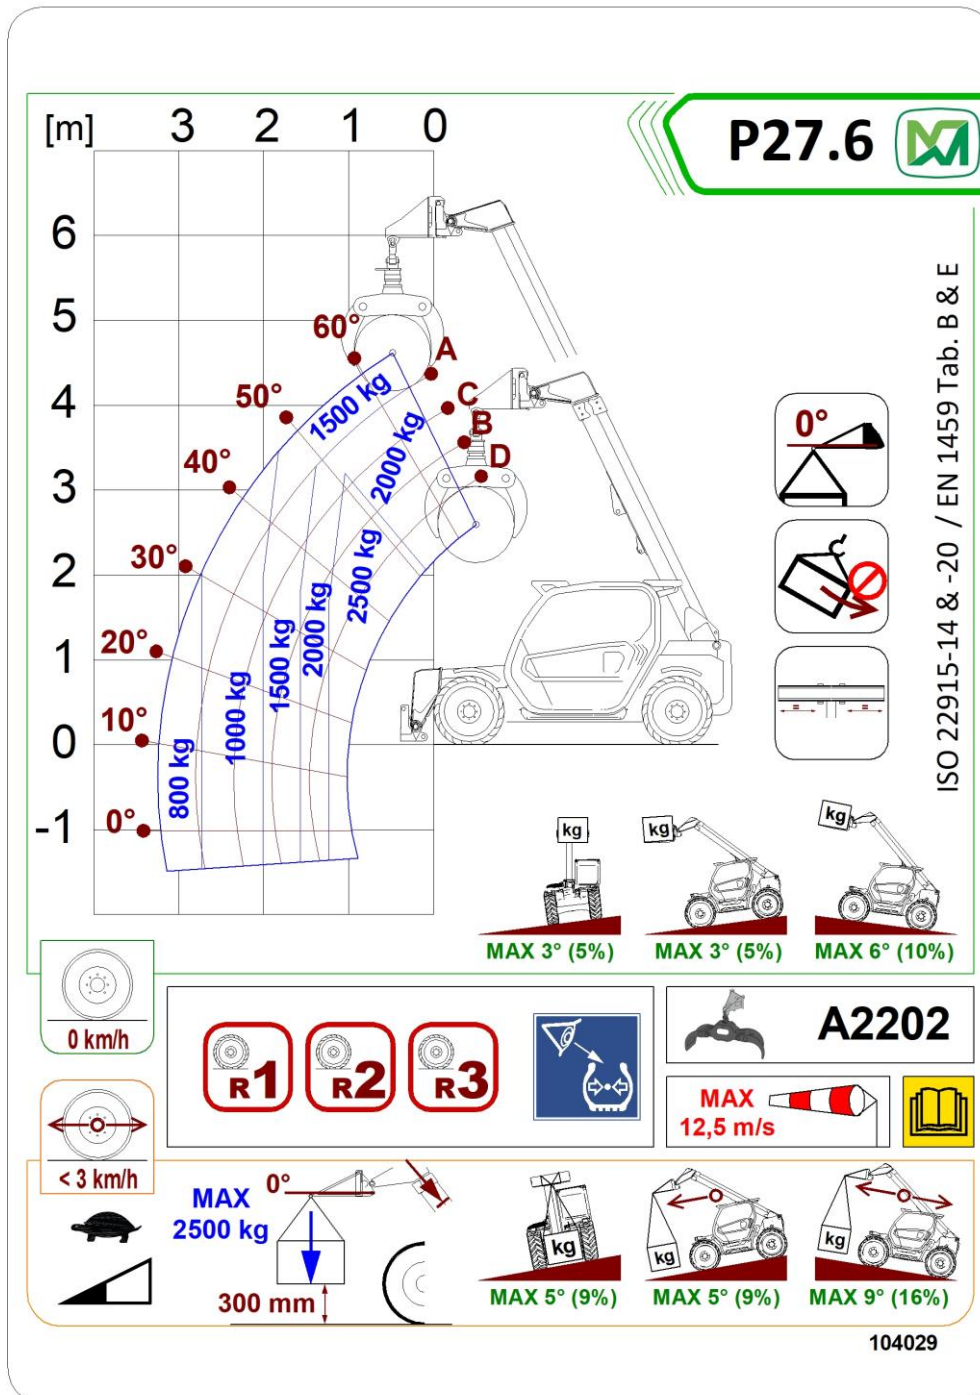 [m] 3 2 1 0
P27.6
6
5
4
3
2
1
0
-1
60°
50°
40°
30°
20°
10°
0°
A
C
B
D
1500 kg
2000 kg
2500 kg
2000 kg
1500 kg
1000 kg
800 kg
0°
= =
ISO 22915-14 & -20 / EN 1459 Tab. B & E
kg
kg
kg
MAX 3° (5%)
MAX 3° (5%)
MAX 6° (10%)
0 km/h
R1
R2
R3
A2202
MAX
12,5 m/s
< 3 km/h
MAX
2500 kg
0°
300 mm
kg
kg
kg
MAX 5° (9%)
MAX 5° (9%)
MAX 9° (16%)
104029